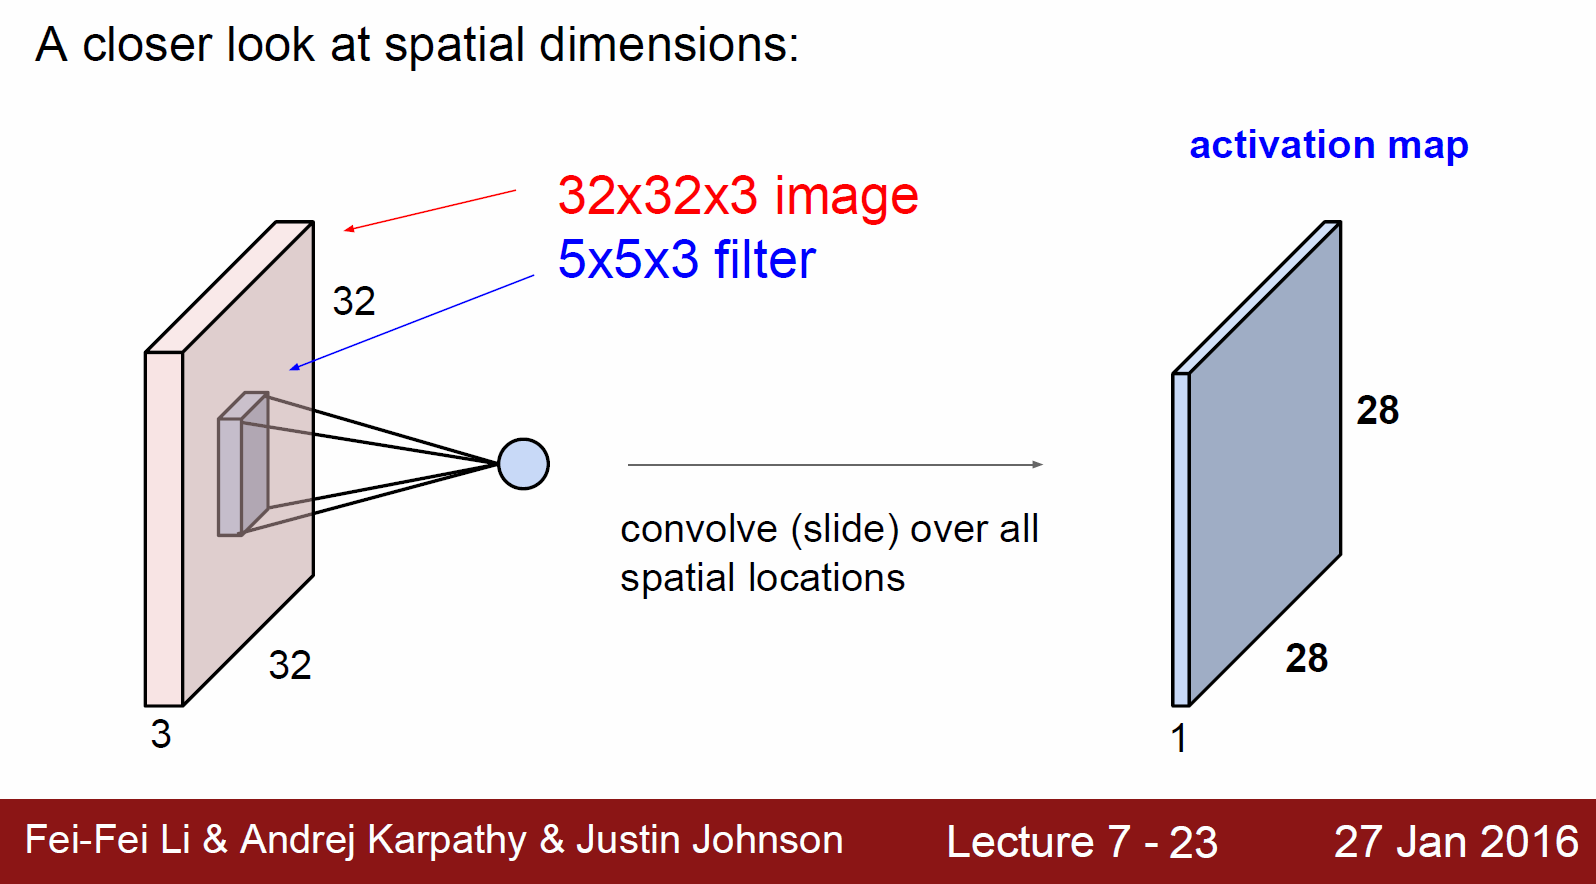 A closer look at spatial dimensions:
activation map
32x32x3 image
5x5x3 filter
32
28
convolve (slide) over all
spatial locations
32
28
3
1
Fei-Fei Li & Andrej Karpathy & Justin Johnson
Lecture 7 - 23
27 Jan 2016